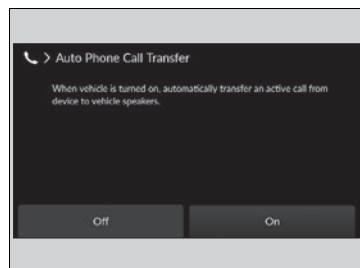 > Auto Phone Call Transfer
When vehicle is turned on, automatically transfer an active call from
device to vehicle speakers.
Off
On